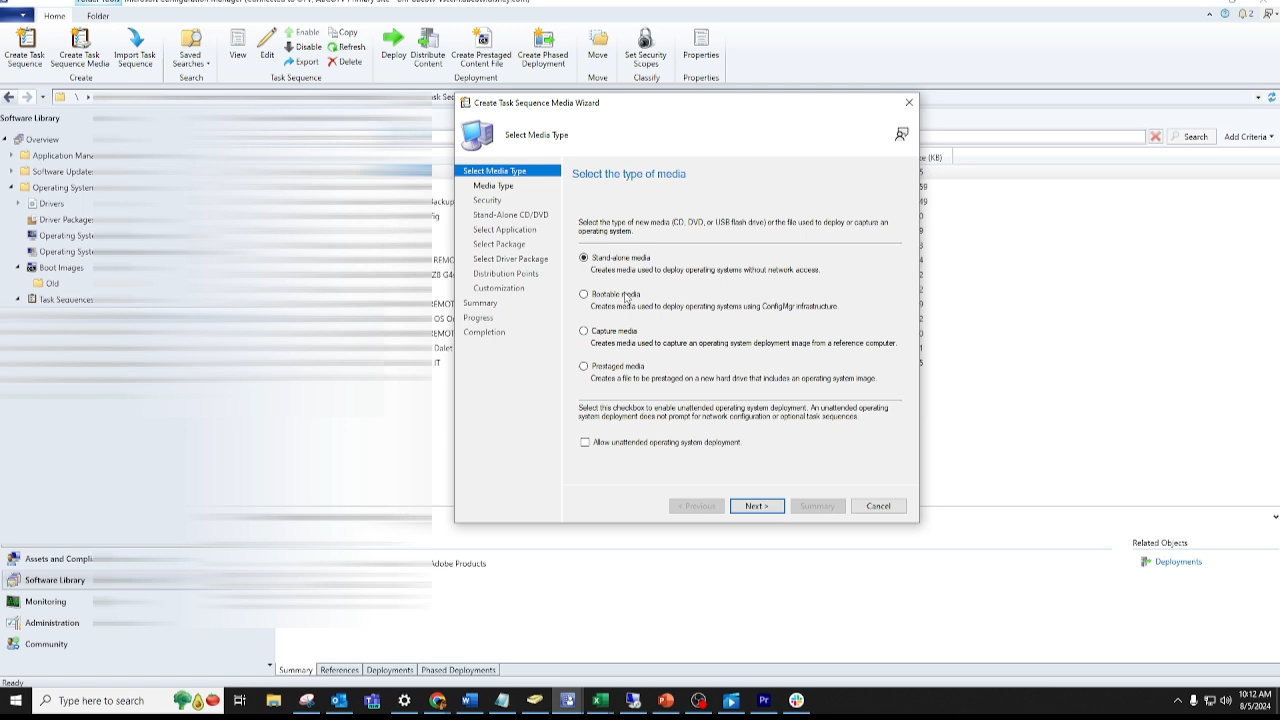 Home Folder
Create Task Sequence
Create Task Sequence Media
Import Task Sequence
Create
Saved Searches
Search
View
Edit
Enable
Disable
Export
Copy
Refresh
Delete
Task Sequence
Deploy
Distribute Content
Create Prestaged Content File
Create Phased Deployment
Deployment
Move
Move
Set Security Scopes
Classify
Properties
Properties
\
Search
Add Criteria
(KB)
Software Library
Overview
Application Mana
Software Update
Operating System
Drivers
Driver Package
Operating Syst
Operating Syst
Boot Images
Old
Task Sequences
Assets and Compli
Software Library
Monitoring
Administration
Community
Create Task Sequence Media Wizard
Select Media Type
Select Media Type
Media Type
Security
Stand-Alone CD/DVD
Select Application
Select Package
Select Driver Package
Distribution Points
Customization
Summary
Progress
Completion
Select the type of media
Select the type of new media (CD, DVD, or USB flash drive) or the file used to deploy or capture an
operating system.
Stand-alone media
Creates media used to deploy operating systems without network access.
Bootable media
Creates media used to deploy operating systems using ConfigMgr infrastructure.
Capture media
Creates media used to capture an operating system deployment image from a reference computer.
Prestaged media
Creates a file to be prestaged on a new hard drive that includes an operating system image.
Select this checkbox to enable unattended operating system deployment. An unattended operating
system deployment does not prompt for network configuration or optional task sequences.
Allow unattended operating system deployment.
< Previous Next > Summary Cancel
Adobe Products
Related Objects
Deployments
Summary References Deployments Phased Deployments
Ready
Type here to search
10:12 AM
8/5/2024